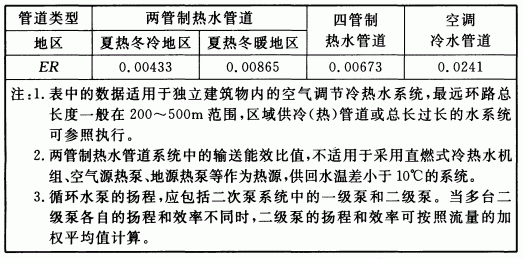 管道类型 两管制热水管道 四管制 空调
地区 夏热冬冷地区 夏热冬暖地区 热水管道 冷水管道
ER 0.00433 0.00865 0.00673 0.0241
注:1. 表中的数据适用于独立建筑物内的空气调节冷热水系统,最远环路总
长度一般在 200~500m 范围,区域供冷(热)管道或总长过长的水系统
可参照执行。
2. 两管制热水管道系统中的输送能效比值,不适用于采用直燃式冷热水机
组、空气源热泵、地源热泵等作为热源,供回水温差小于 10℃的系统。
3. 循环水泵的扬程,应包括二次泵系统中的一级泵和二级泵。当多台二
级泵各自的扬程和效率不同时,二级泵的扬程和效率可按照流量的加
权平均值计算。